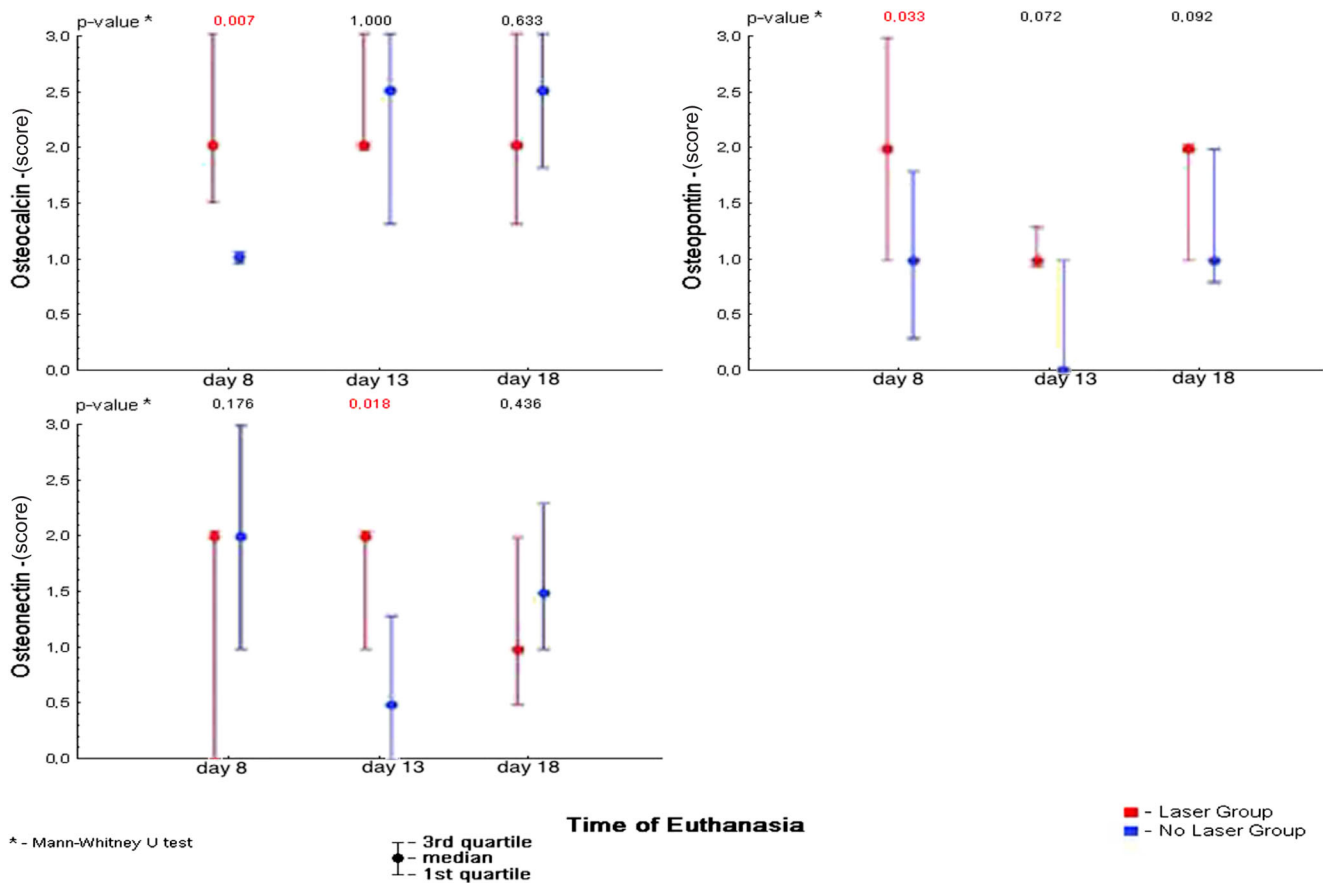 p-value * 0,007 1,000 0,633
3,0
2,5
2,0
1,5
1,0
0,5
0,0
Osteocalcin -(score)
day 8 day 13 day 18
p-value * 0,033 0,072 0,092
3,0
2,5
2,0
1,5
1,0
0,5
0,0
Osteopontin -(score)
day 8 day 13 day 18
p-value * 0,176 0,018 0,436
3,0
2,5
2,0
1,5
1,0
0,5
0,0
Osteonectin -(score)
day 8 day 13 day 18
Time of Euthanasia
* - Mann-Whitney U test
- 3rd quartile
- median
- 1st quartile
- Laser Group
- No Laser Group